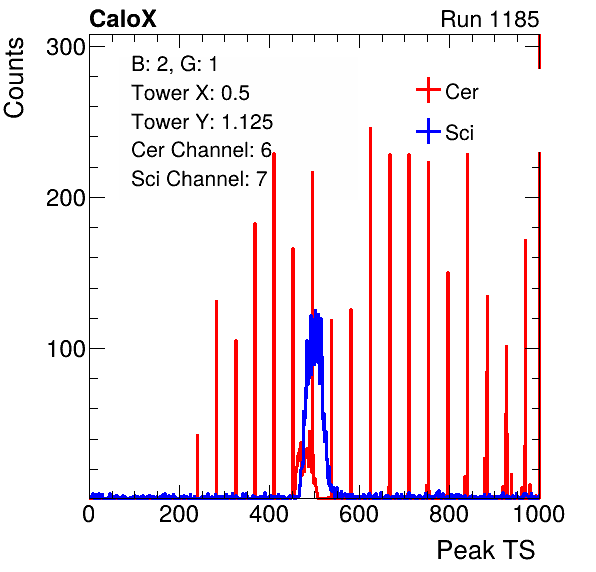 CaloX Run 1185
Counts
B: 2, G: 1
Tower X: 0.5
Tower Y: 1.125
Cer Channel: 6
Sci Channel: 7
Cer
Sci
300
200
100
0 200 400 600 800 1000
Peak TS